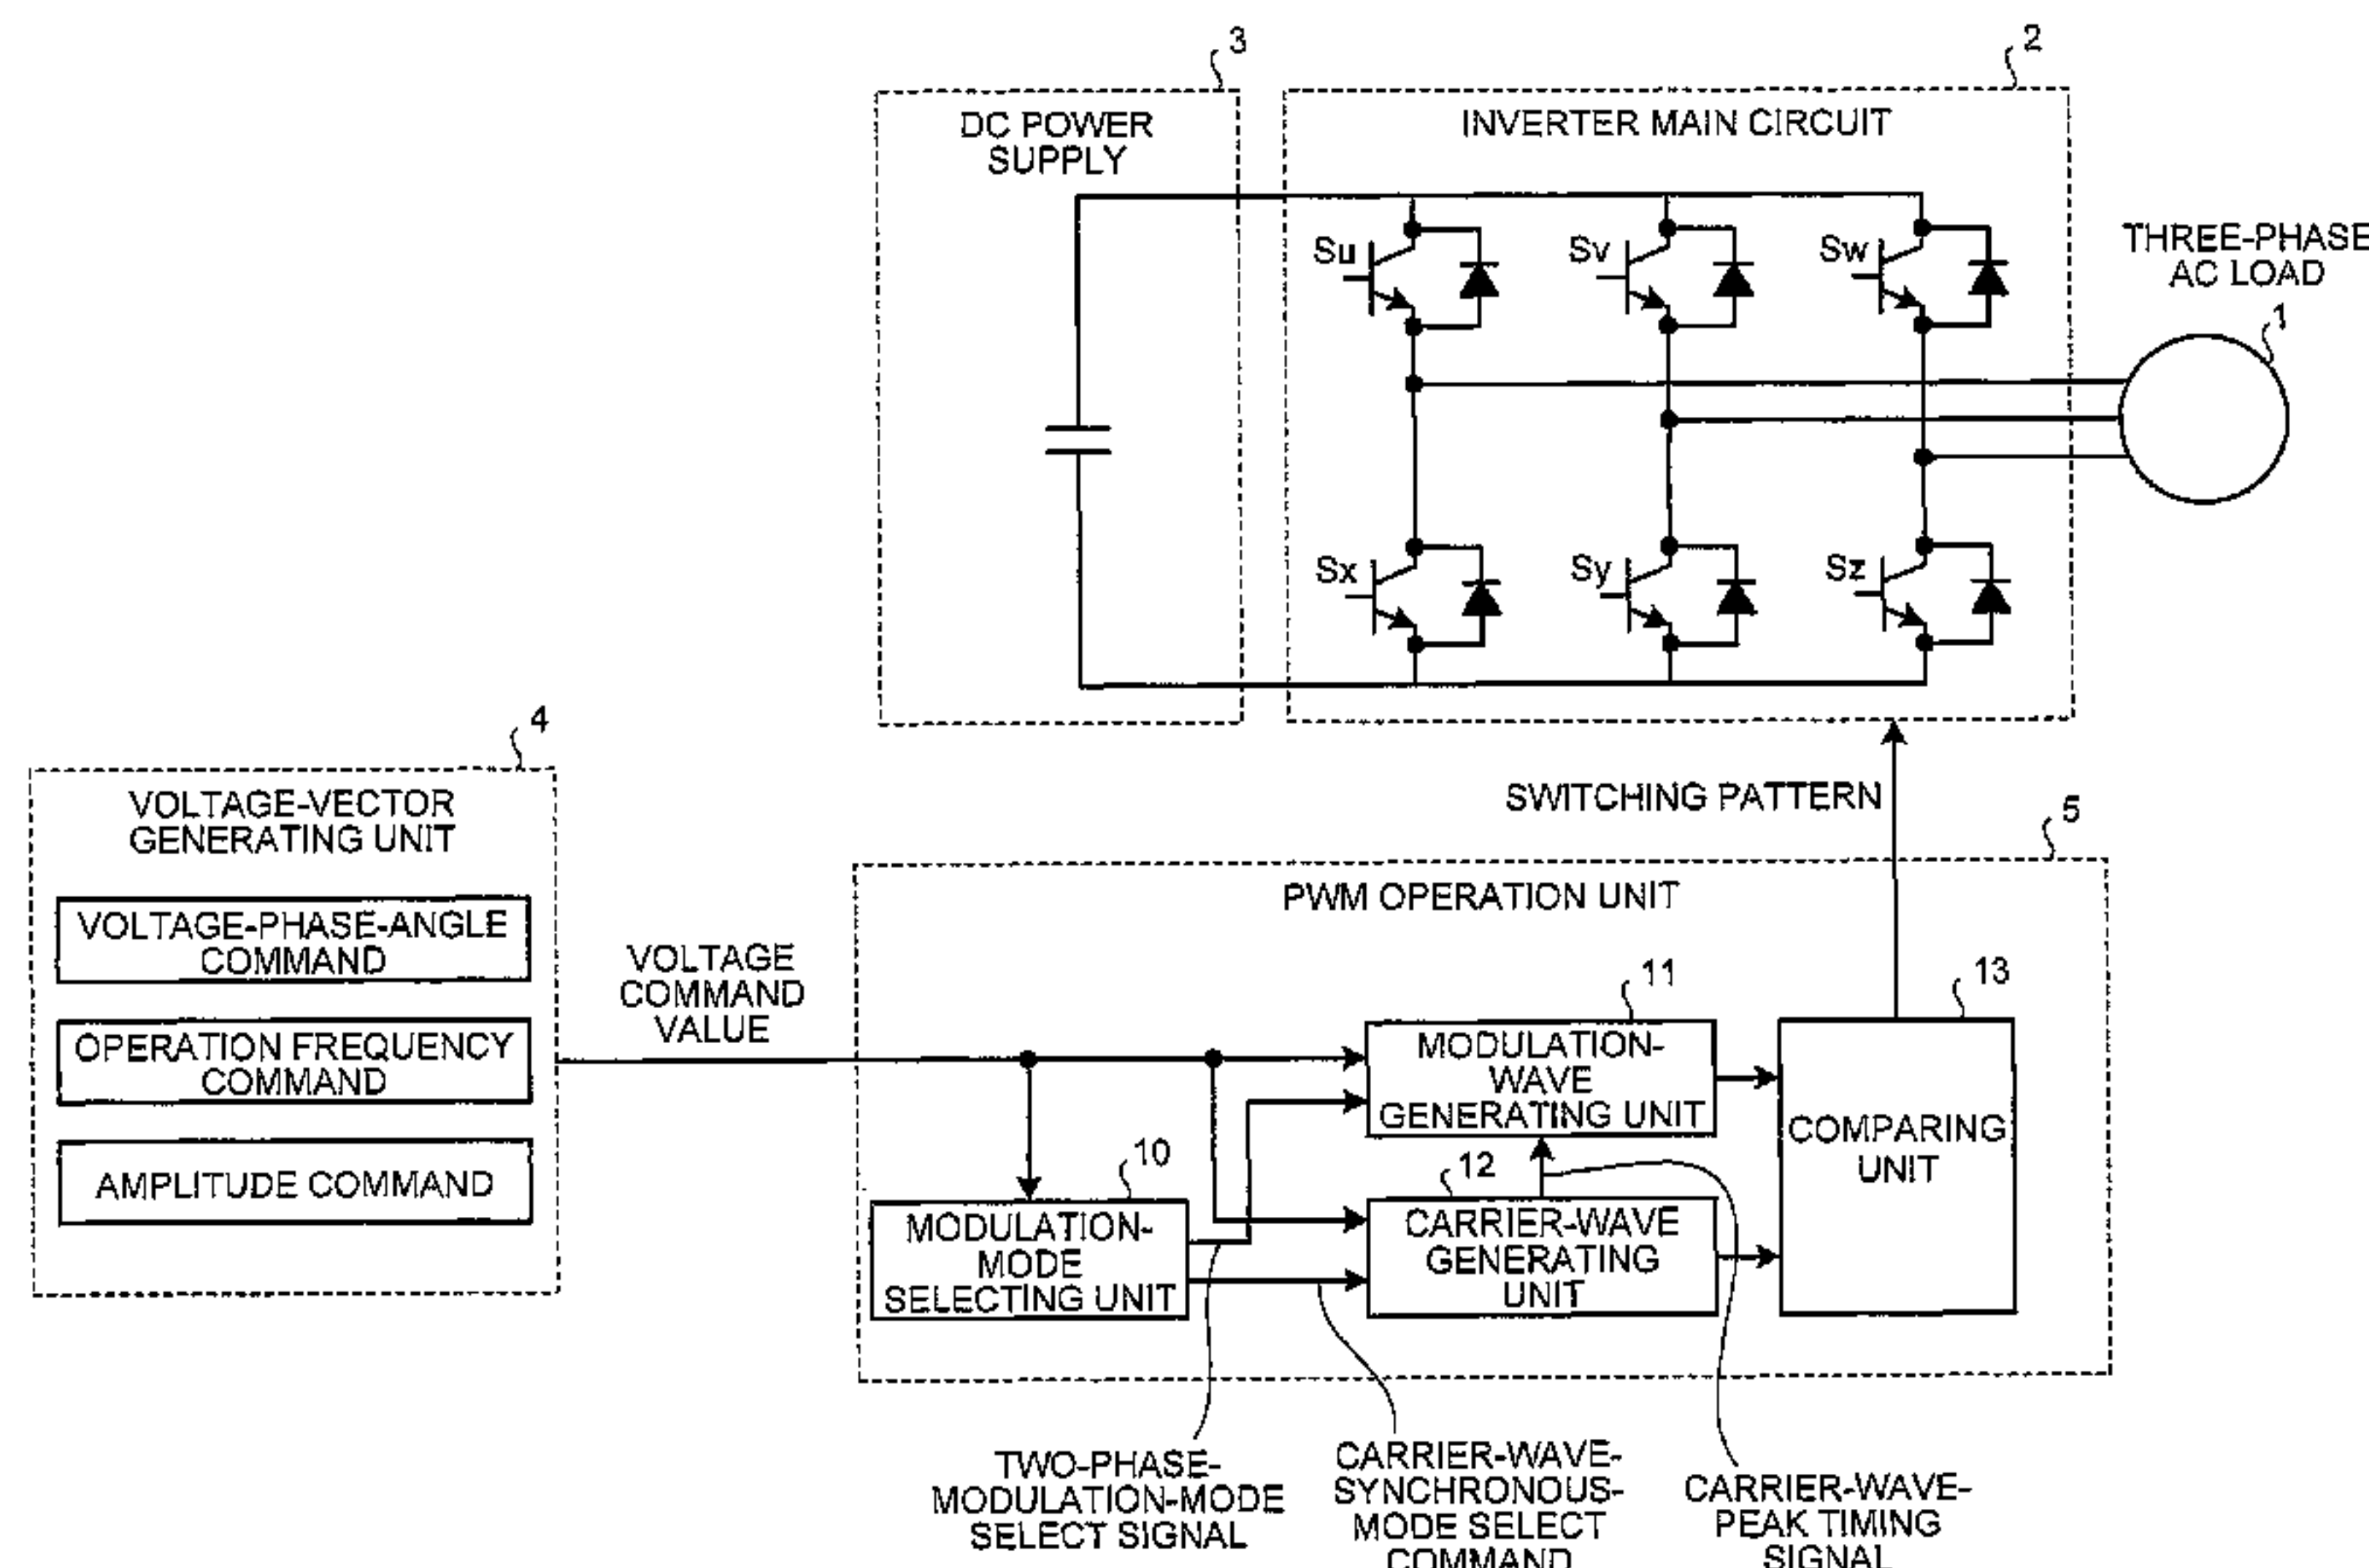 3
2
DC POWER
SUPPLY
INVERTER MAIN CIRCUIT
THREE-PHASE
AC LOAD
1
Su
Sv
Sw
Sx
Sy
Sz
4
VOLTAGE-VECTOR
GENERATING UNIT
VOLTAGE-PHASE-ANGLE
COMMAND
OPERATION FREQUENCY
COMMAND
AMPLITUDE COMMAND
VOLTAGE
COMMAND
VALUE
SWITCHING PATTERN
5
PWM OPERATION UNIT
11
MODULATION-
WAVE
GENERATING UNIT
13
COMPARING
UNIT
10
MODULATION-
MODE
SELECTING UNIT
12
CARRIER-WAVE
GENERATING
UNIT
TWO-PHASE-
MODULATION-MODE
SELECT SIGNAL
CARRIER-WAVE-
SYNCHRONOUS-
MODE SELECT
COMMAND
CARRIER-WAVE-
PEAK TIMING
SIGNAL